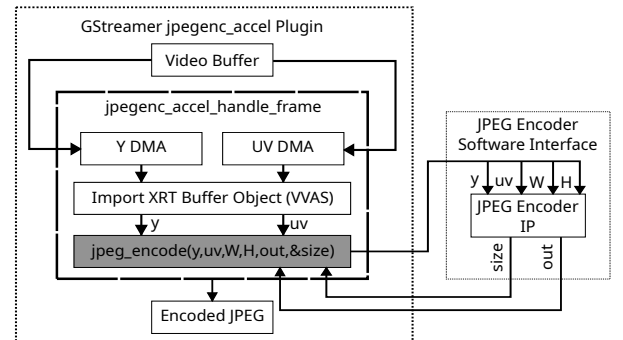 GStreamer jpegenc_accel Plugin
Video Buffer
jpegenc_accel_handle_frame
Y DMA
UV DMA
Import XRT Buffer Object (VVAS)
y
uv
jpeg_encode(y,uv,W,H,out,&size)
Encoded JPEG
JPEG Encoder
Software Interface
y
uv
W
H
JPEG Encoder
IP
size
out